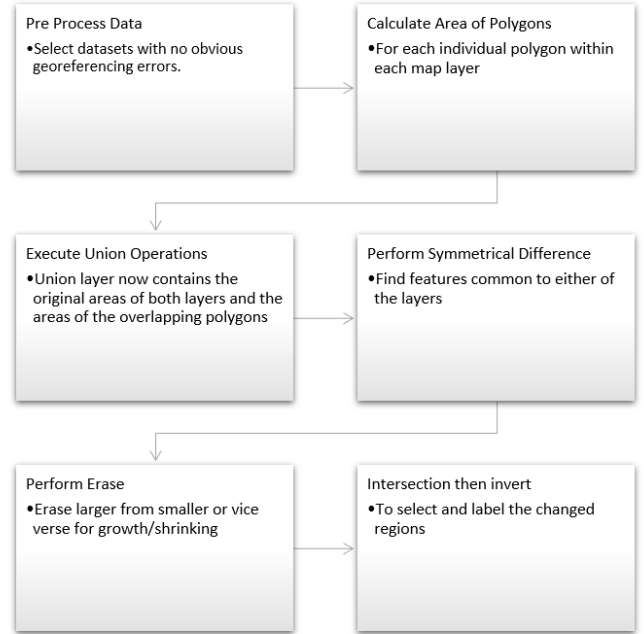 Pre Process Data
•Select datasets with no obvious
georeferencing errors.
Calculate Area of Polygons
•For each individual polygon within
each map layer
Execute Union Operations
•Union layer now contains the
original areas of both layers and the
areas of the overlapping polygons
Perform Symmetrical Difference
•Find features common to either of
the layers
Perform Erase
•Erase larger from smaller or vice
verse for growth/shrinking
Intersection then invert
•To select and label the changed
regions